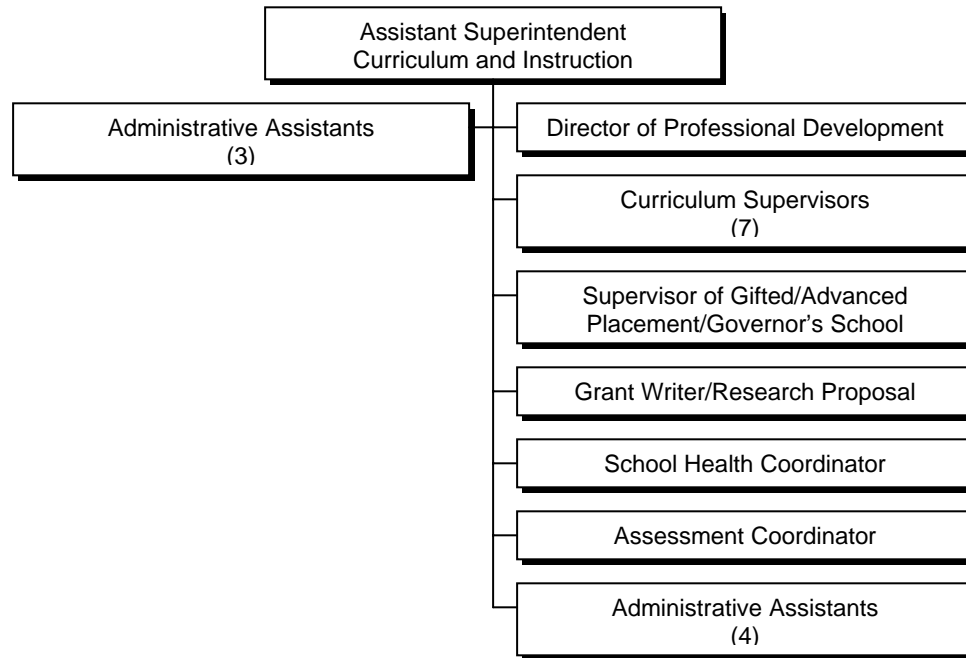 Assistant Superintendent
Curriculum and Instruction
Administrative Assistants
(3)
Director of Professional Development
Curriculum Supervisors
(7)
Supervisor of Gifted/Advanced
Placement/Governor’s School
Grant Writer/Research Proposal
School Health Coordinator
Assessment Coordinator
Administrative Assistants
(4)